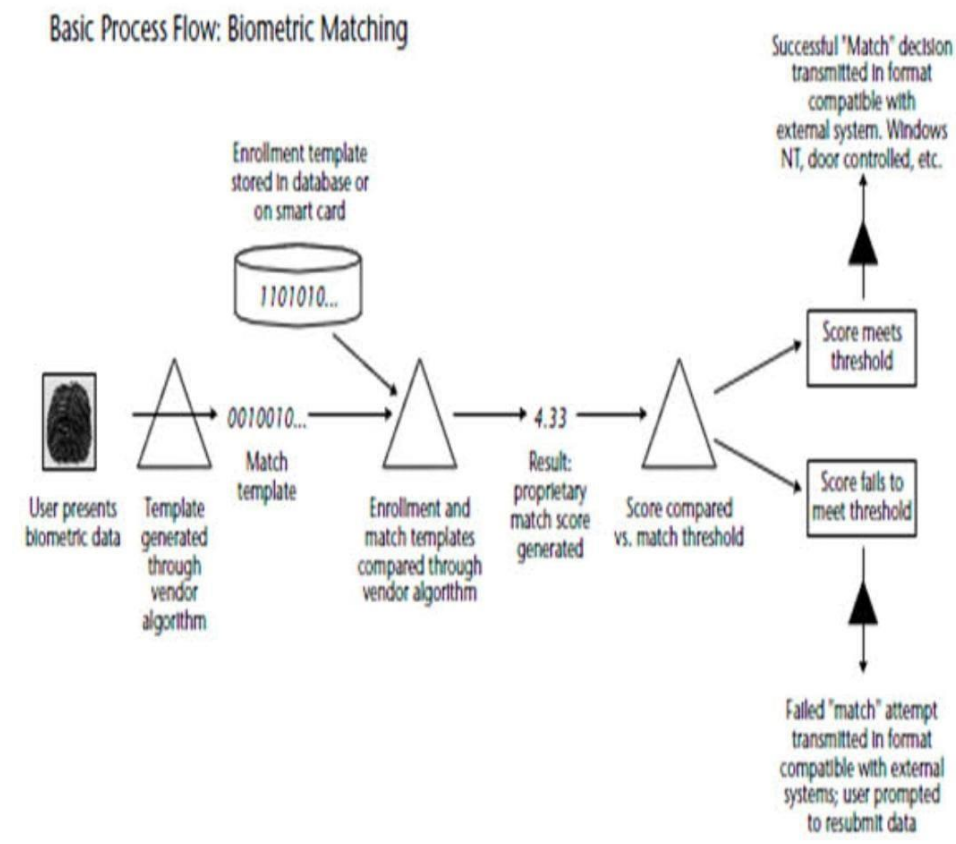 Basic Process Flow: Biometric Matching
Successful "Match" decision
transmitted in format
compatible with
external system. Windows
NT, door controlled, etc.
Enrollment template
stored in database or
on smart card
1101010...
Score meets
threshold
0010010...
Match
template
4.33
Result:
proprietary
match score
generated
User presents
biometric data
Template
generated
through
vendor
algorithm
Enrollment and
match templates
compared through
vendor algorithm
Score compared
vs. match threshold
Score fails to
meet threshold
Failed "match" attempt
transmitted in format
compatible with external
systems; user prompted
to resubmit data